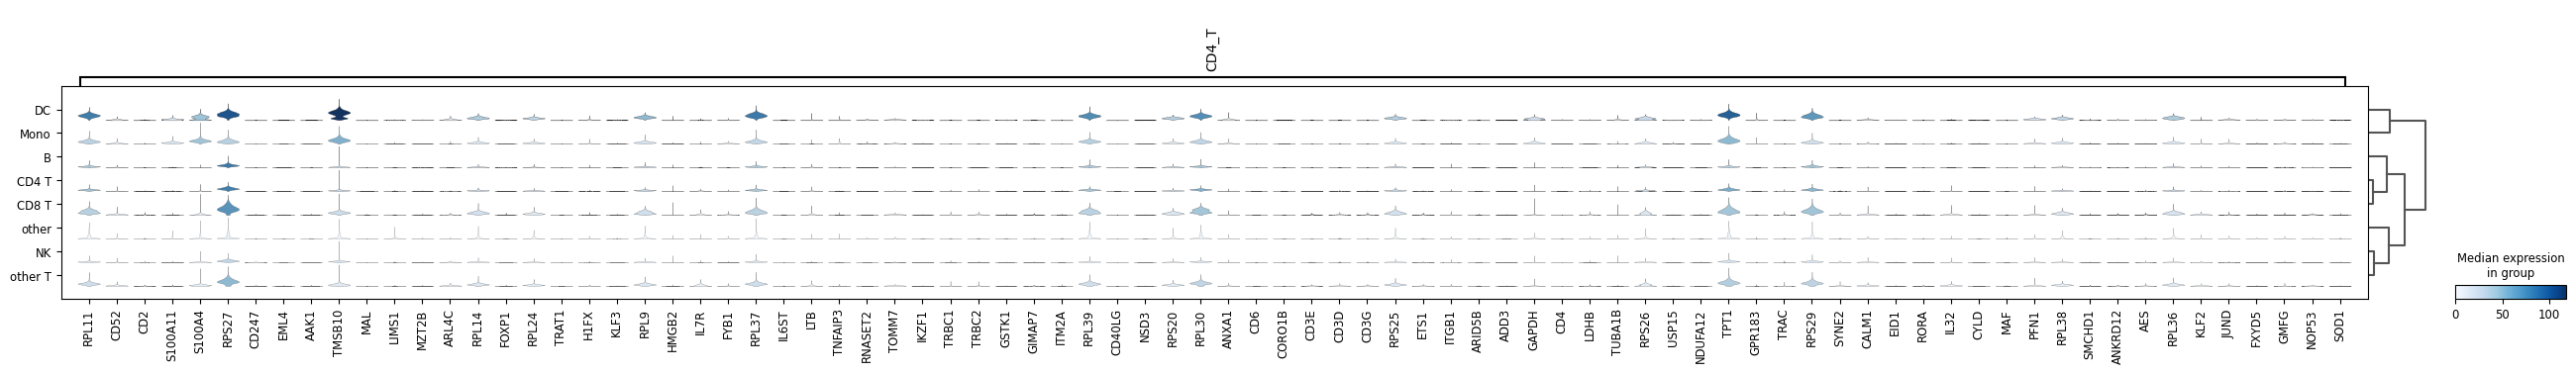 CD4_T
DC
Mono
B
CD4 T
CD8 T
other
NK
other T
RPL11
CD52
CD2
S100A11
S100A4
RPS27
CD247
EML4
AAK1
TMSB10
MAL
LIMS1
MZT2B
ARL4C
RPL14
FOXP1
RPL24
TRAT1
H1FX
KLF3
RPL9
HMGB2
IL7R
FYB1
RPL37
IL6ST
LTB
TNFAIP3
RNASET2
TOMM7
IKZF1
TRBC1
TRBC2
GSTK1
GIMAP7
ITM2A
RPL39
CD40LG
NSD3
RPS20
RPL30
ANXA1
CD6
CORO1B
CD3E
CD3D
CD3G
RPS25
ETS1
ITGB1
ARID5B
ADD3
GAPDH
CD4
LDHB
TUBA1B
RPS26
USP15
NDUFA12
TPT1
GPR183
TRAC
RPS29
SYNE2
CALM1
EID1
RORA
IL32
CYLD
MAF
PFN1
RPL38
SMCHD1
ANKRD12
AES
RPL36
KLF2
JUND
FXYD5
GMFG
NOP53
SOD1
Median expression
in group
0 50 100